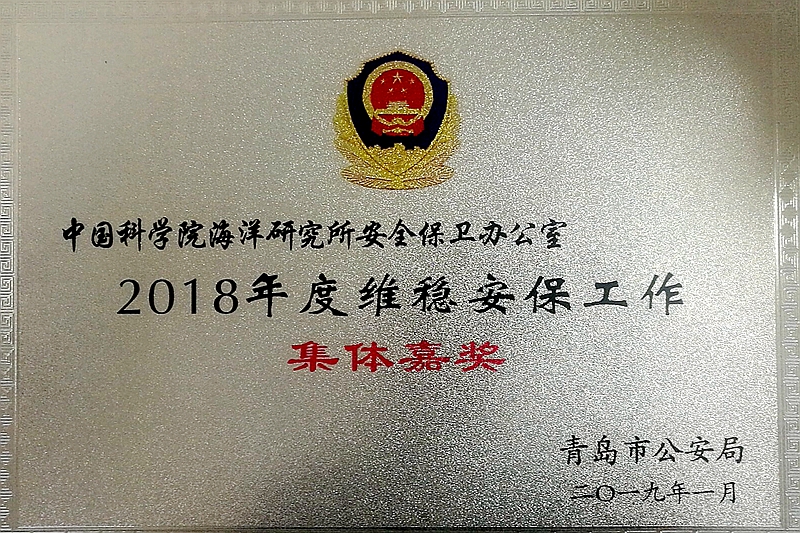 中国科学院海洋研究所安全保卫办公室
2018年度维稳安保工作
集体嘉奖
青岛市公安局
二〇一九年一月